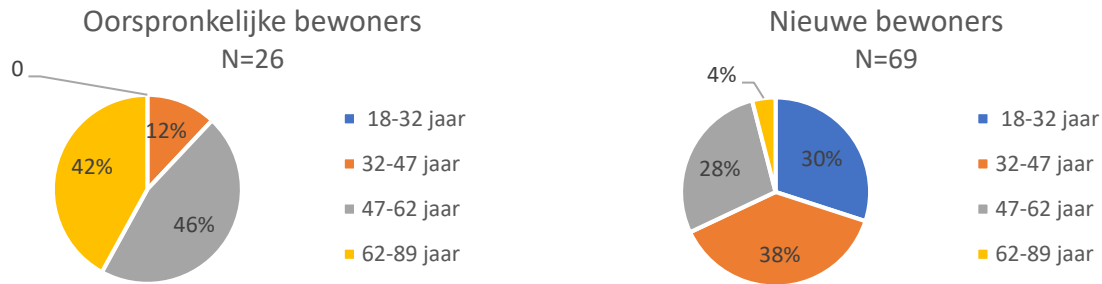 Oorspronkelijke bewoners
N=26
0
12%
42%
46%
18-32 jaar
32-47 jaar
47-62 jaar
62-89 jaar
Nieuwe bewoners
N=69
4%
30%
28%
38%
18-32 jaar
32-47 jaar
47-62 jaar
62-89 jaar